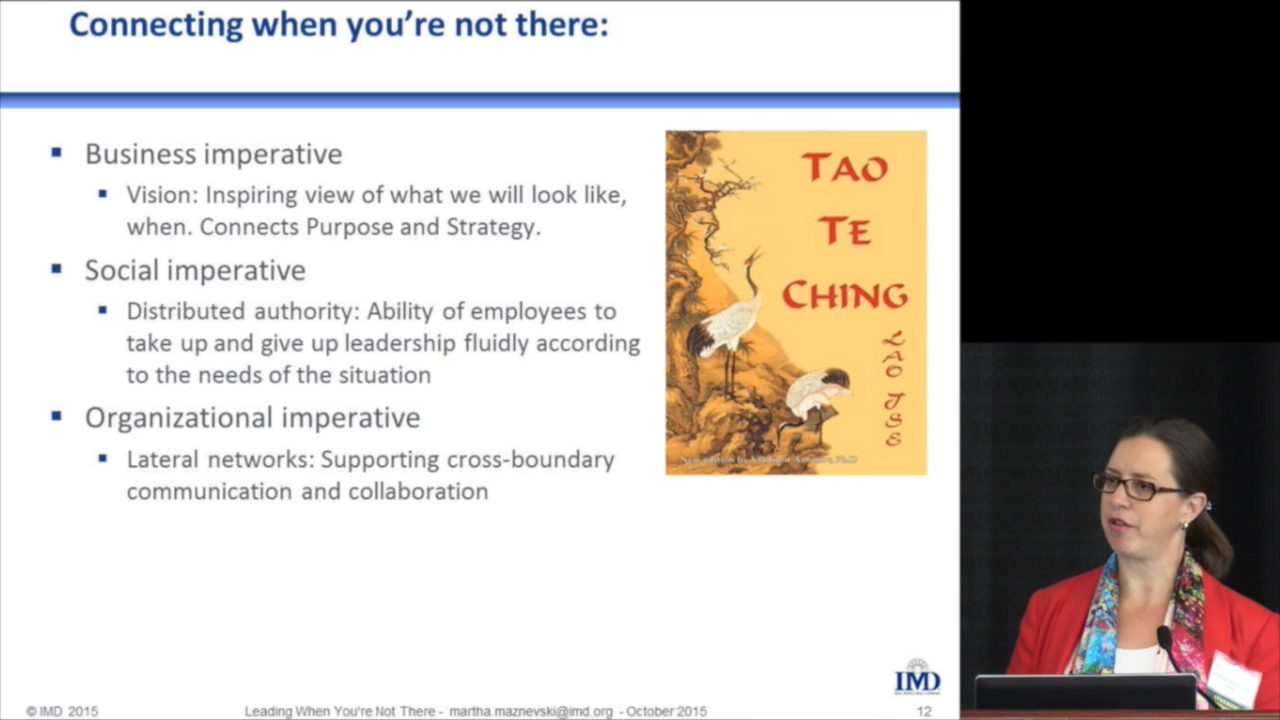 Connecting when you're not there:
Business imperative
Vision: Inspiring view of what we will look like,
when. Connects Purpose and Strategy.
Social imperative
Distributed authority: Ability of employees to
take up and give up leadership fluidly according
to the needs of the situation
Organizational imperative
Lateral networks: Supporting cross-boundary
communication and collaboration
TAO
TE
CHING
LAO TSE
IMD
© IMD 2015
Leading When You're Not There - martha.maznevski@imd.org - October 2015
12